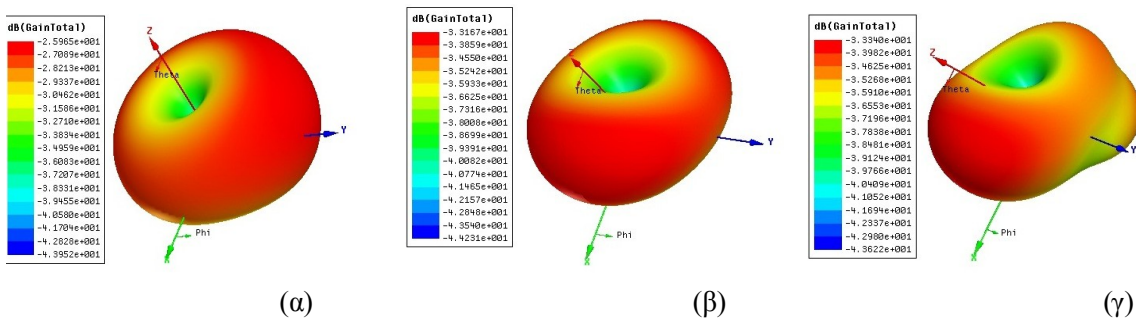 dB(GainTotal)
-2.5965e+001
-2.7089e+001
-2.8213e+001
-2.9337e+001
-3.0462e+001
-3.1586e+001
-3.2710e+001
-3.3834e+001
-3.4959e+001
-3.6083e+001
-3.7207e+001
-3.8331e+001
-3.9455e+001
-4.0580e+001
-4.1704e+001
-4.2828e+001
-4.3952e+001
Z
Theta
Y
Phi
X
(α)
dB(GainTotal)
-3.3167e+001
-3.3859e+001
-3.4550e+001
-3.5242e+001
-3.5933e+001
-3.6625e+001
-3.7316e+001
-3.8008e+001
-3.8699e+001
-3.9391e+001
-4.0082e+001
-4.0774e+001
-4.1465e+001
-4.2157e+001
-4.2848e+001
-4.3540e+001
-4.4231e+001
Z
Theta
Y
Phi
X
(β)
dB(GainTotal)
-3.3340e+001
-3.3982e+001
-3.4625e+001
-3.5268e+001
-3.5910e+001
-3.6553e+001
-3.7196e+001
-3.7838e+001
-3.8481e+001
-3.9124e+001
-3.9766e+001
-4.0409e+001
-4.1052e+001
-4.1694e+001
-4.2337e+001
-4.2980e+001
-4.3622e+001
Z
Theta
Y
Phi
X
(γ)